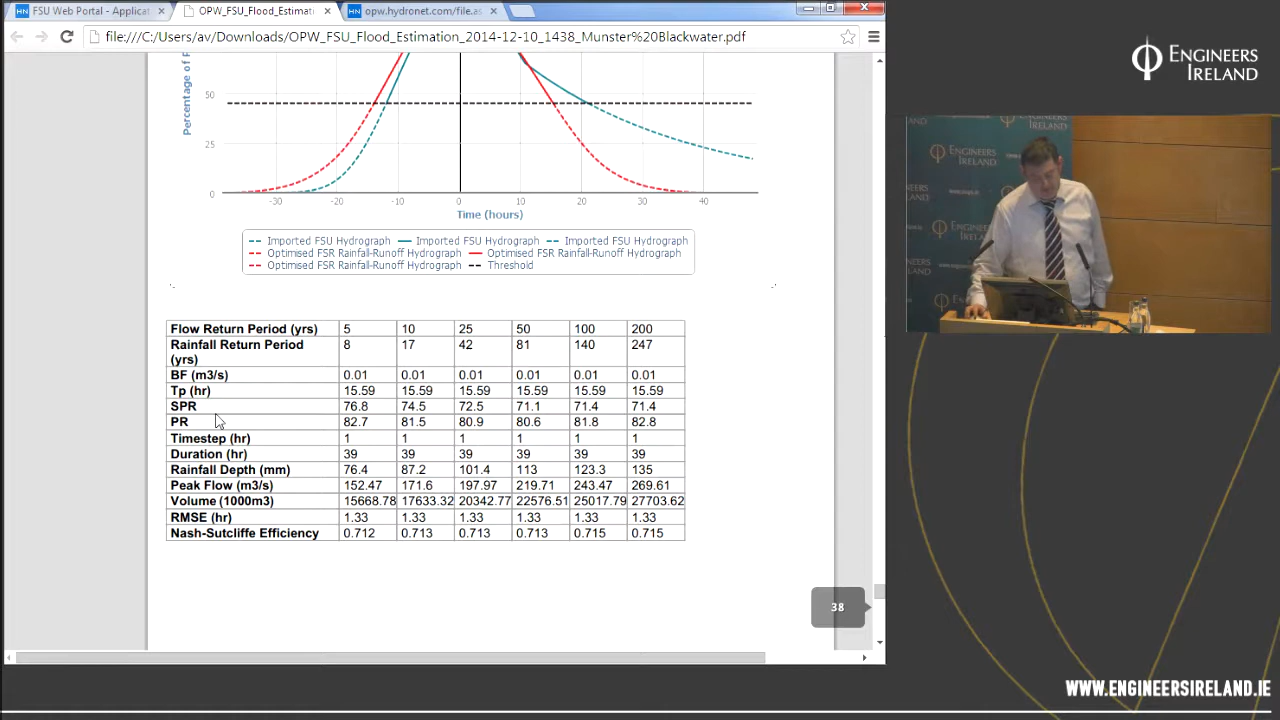 FSU Web Portal - Applicat
OPW_FSU_Flood_Estimati
opw.hydronet.com/file.as
file:///C:/Users/av/Downloads/OPW_FSU_Flood_Estimation_2014-12-10_1438_Munster%20Blackwater.pdf
ENGINEERS
IRELAND
Percentage of P
50
25
0
-30 -20 -10 0 10 20 30 40
Time (hours)
Imported FSU Hydrograph Imported FSU Hydrograph Imported FSU Hydrograph
Optimised FSR Rainfall-Runoff Hydrograph Optimised FSR Rainfall-Runoff Hydrograph
Optimised FSR Rainfall-Runoff Hydrograph Threshold
Flow Return Period (yrs) 5 10 25 50 100 200
Rainfall Return Period 8 17 42 81 140 247
(yrs)
BF (m3/s) 0.01 0.01 0.01 0.01 0.01 0.01
Tp (hr) 15.59 15.59 15.59 15.59 15.59 15.59
SPR 76.8 74.5 72.5 71.1 71.4 71.4
PR 82.7 81.5 80.9 80.6 81.8 82.8
Timestep (hr) 1 1 1 1 1 1
Duration (hr) 39 39 39 39 39 39
Rainfall Depth (mm) 76.4 87.2 101.4 113 123.3 135
Peak Flow (m3/s) 152.47 171.6 197.97 219.71 243.47 269.61
Volume (1000m3) 15668.78 17633.32 20342.77 22576.51 25017.79 27703.62
RMSE (hr) 1.33 1.33 1.33 1.33 1.33 1.33
Nash-Sutcliffe Efficiency 0.712 0.713 0.713 0.713 0.715 0.715
38
ENGINEERS
IRELAND
WWW.ENGINEERSIRELAND.IE